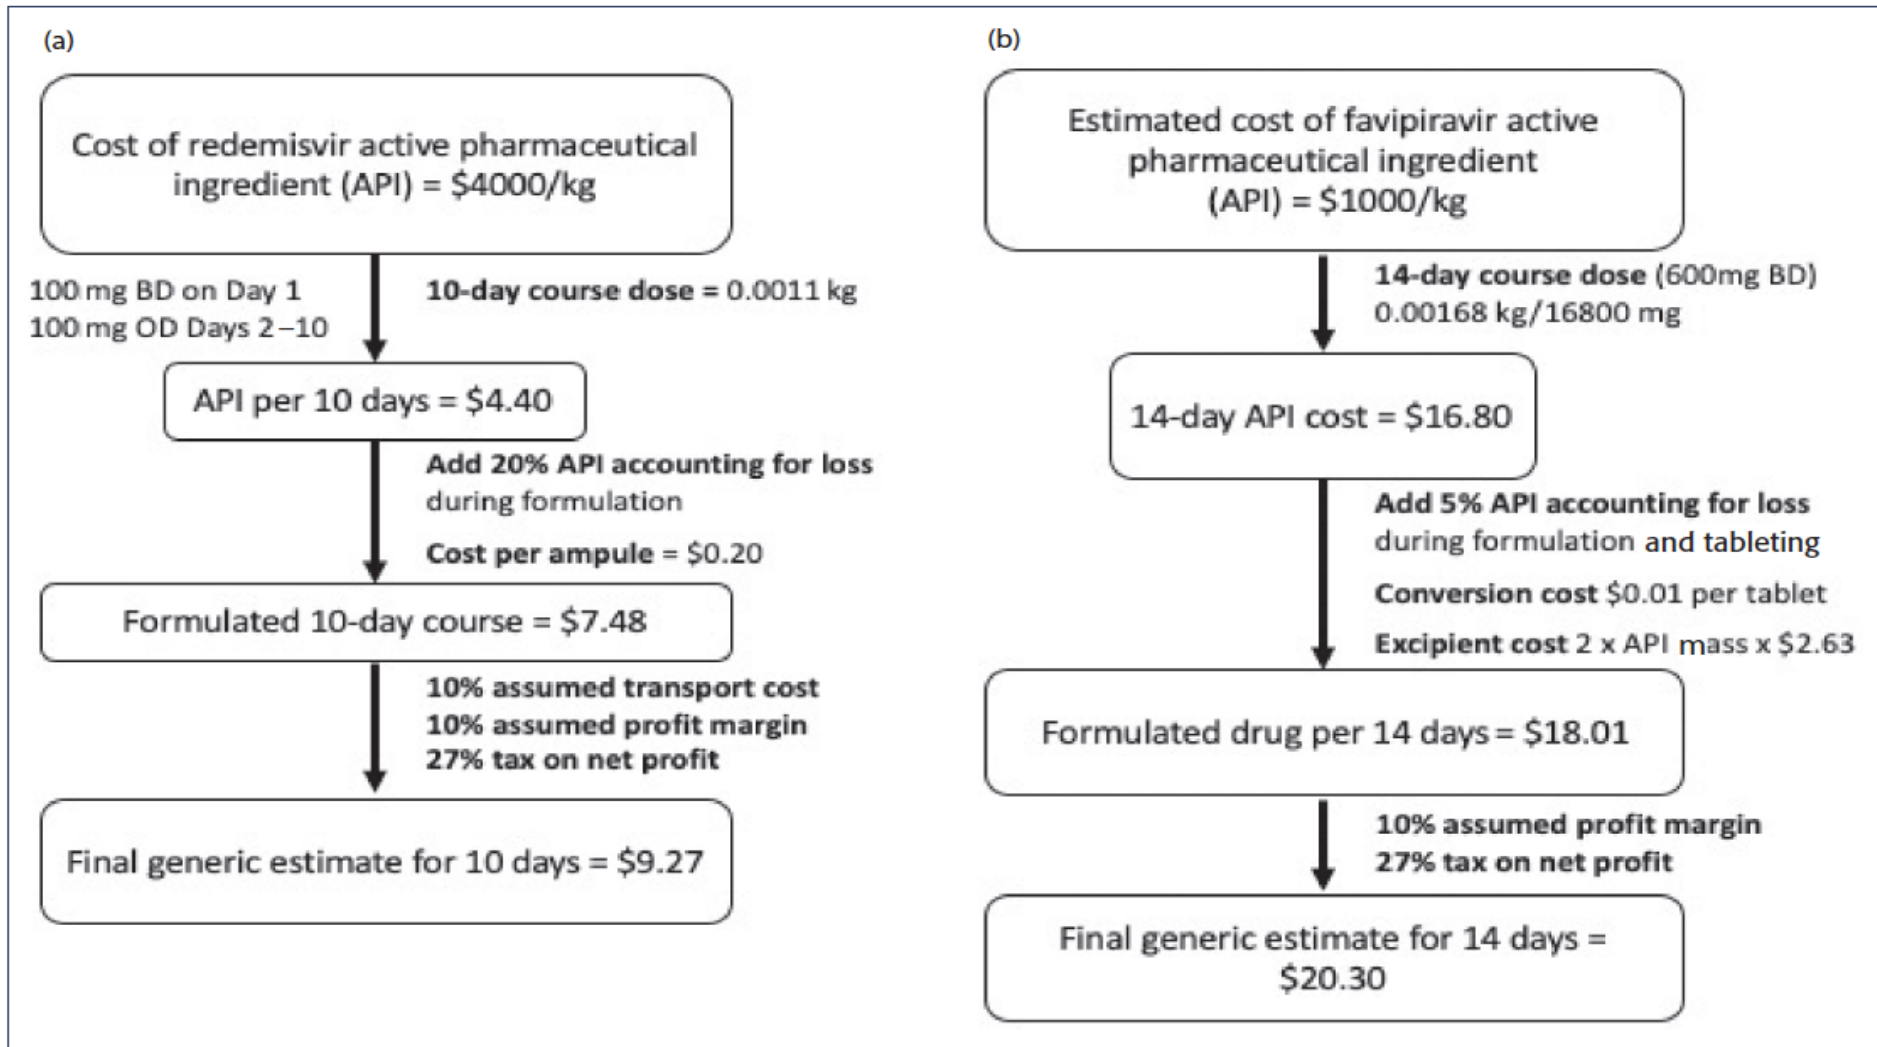 (a)
Cost of redemisvir active pharmaceutical
ingredient (API) = $4000/kg
100 mg BD on Day 1
100 mg OD Days 2–10
10-day course dose = 0.0011 kg
API per 10 days = $4.40
Add 20% API accounting for loss
during formulation
Cost per ampule = $0.20
Formulated 10-day course = $7.48
10% assumed transport cost
10% assumed profit margin
27% tax on net profit
Final generic estimate for 10 days = $9.27
(b)
Estimated cost of favipiravir active
pharmaceutical ingredient
(API) = $1000/kg
14-day course dose (600mg BD)
0.00168 kg/16800 mg
14-day API cost = $16.80
Add 5% API accounting for loss
during formulation and tableting
Conversion cost $0.01 per tablet
Excipient cost 2 x API mass x $2.63
Formulated drug per 14 days = $18.01
10% assumed profit margin
27% tax on net profit
Final generic estimate for 14 days =
$20.30